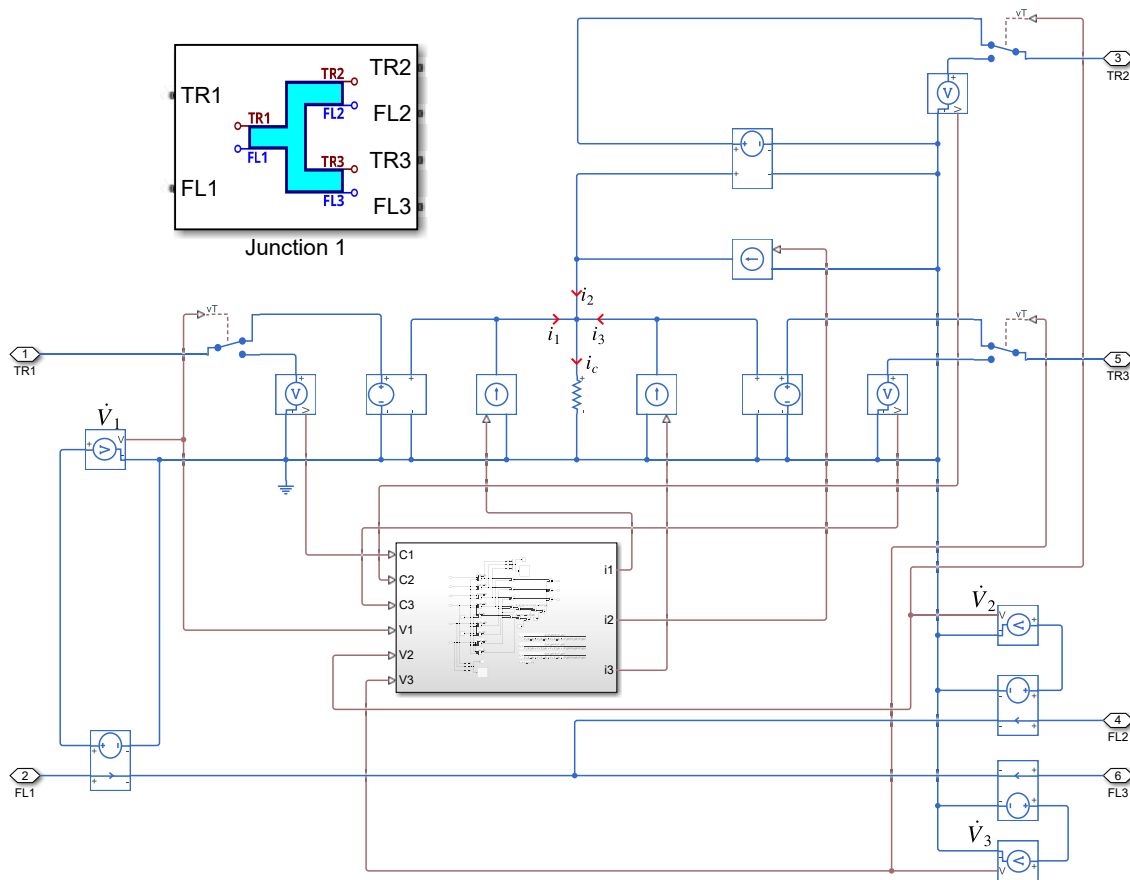 vT
3
TR2
TR1
FL1
TR1
FL1
TR2
FL2
TR3
FL3
TR2
FL2
TR3
FL3
Junction 1
V
V
+
-
+
-
i₂
i₁
i₃
i_c
vT
vT
1
TR1
5
TR3
V
V
V
V
V̇₁
V
V
+
C1
C2
C3
V1
V2
V3
i1
i2
i3
V̇₂
V
+
4
FL2
2
FL1
6
FL3
V̇₃
V
+